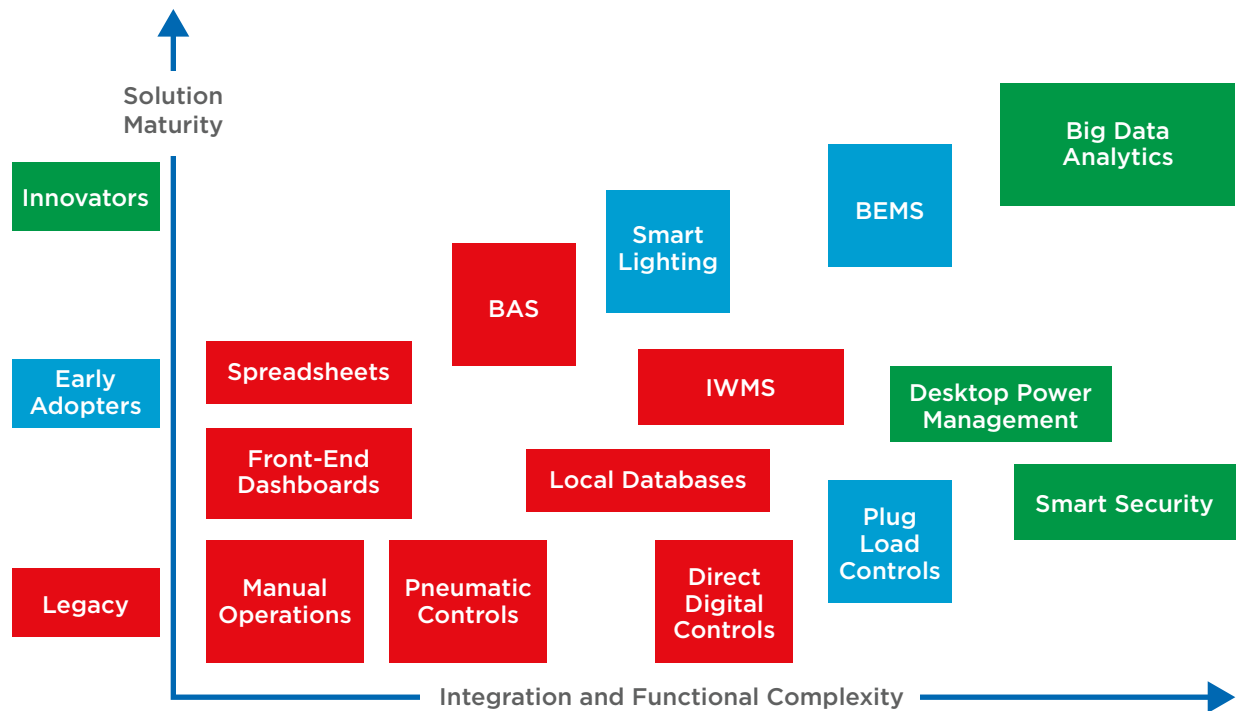 Solution
Maturity
Innovators
Early
Adopters
Legacy
Big Data
Analytics
BEMS
Smart
Lighting
BAS
Spreadsheets
IWMS
Desktop Power
Management
Front-End
Dashboards
Local Databases
Smart Security
Plug
Load
Controls
Manual
Operations
Pneumatic
Controls
Direct
Digital
Controls
Integration and Functional Complexity